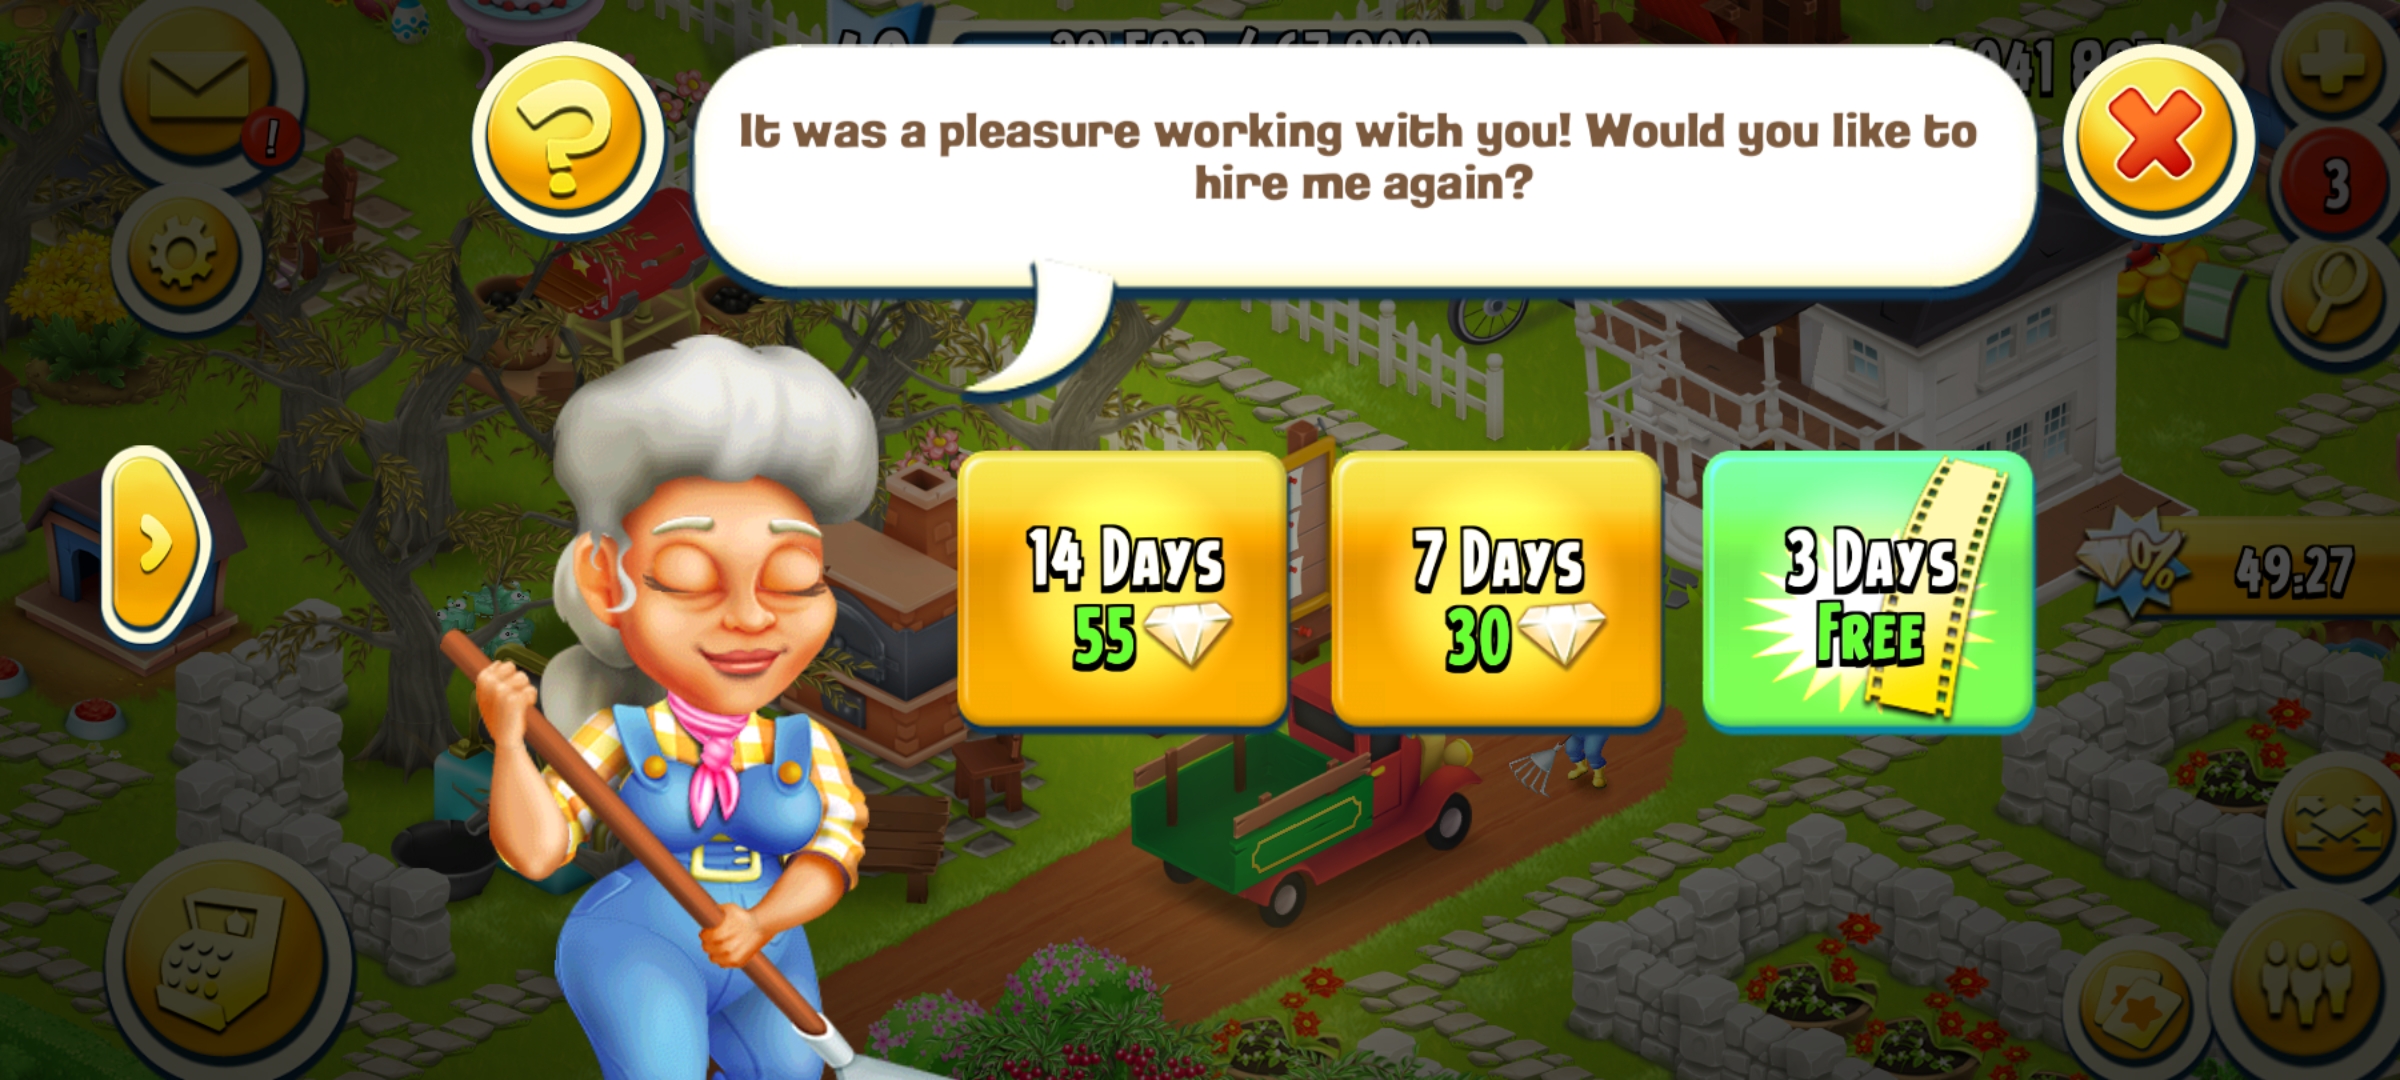 It was a pleasure working with you! Would you like to
hire me again?
3
14 Days
55
7 Days
30
3 Days
Free
%
49:27